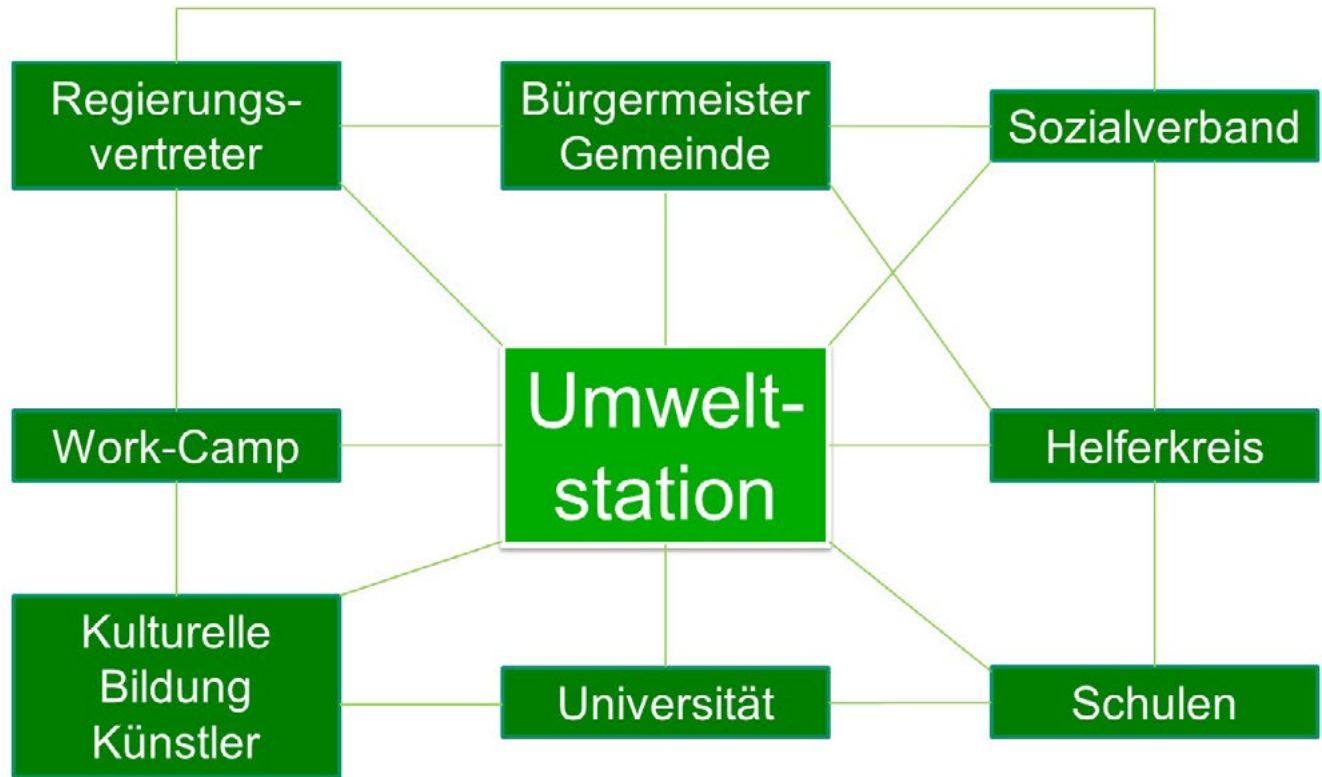 Regierungs-
vertreter
Bürgermeister
Gemeinde
Sozialverband
Work-Camp
Umwelt-
station
Helferkreis
Kulturelle
Bildung
Künstler
Universität
Schulen